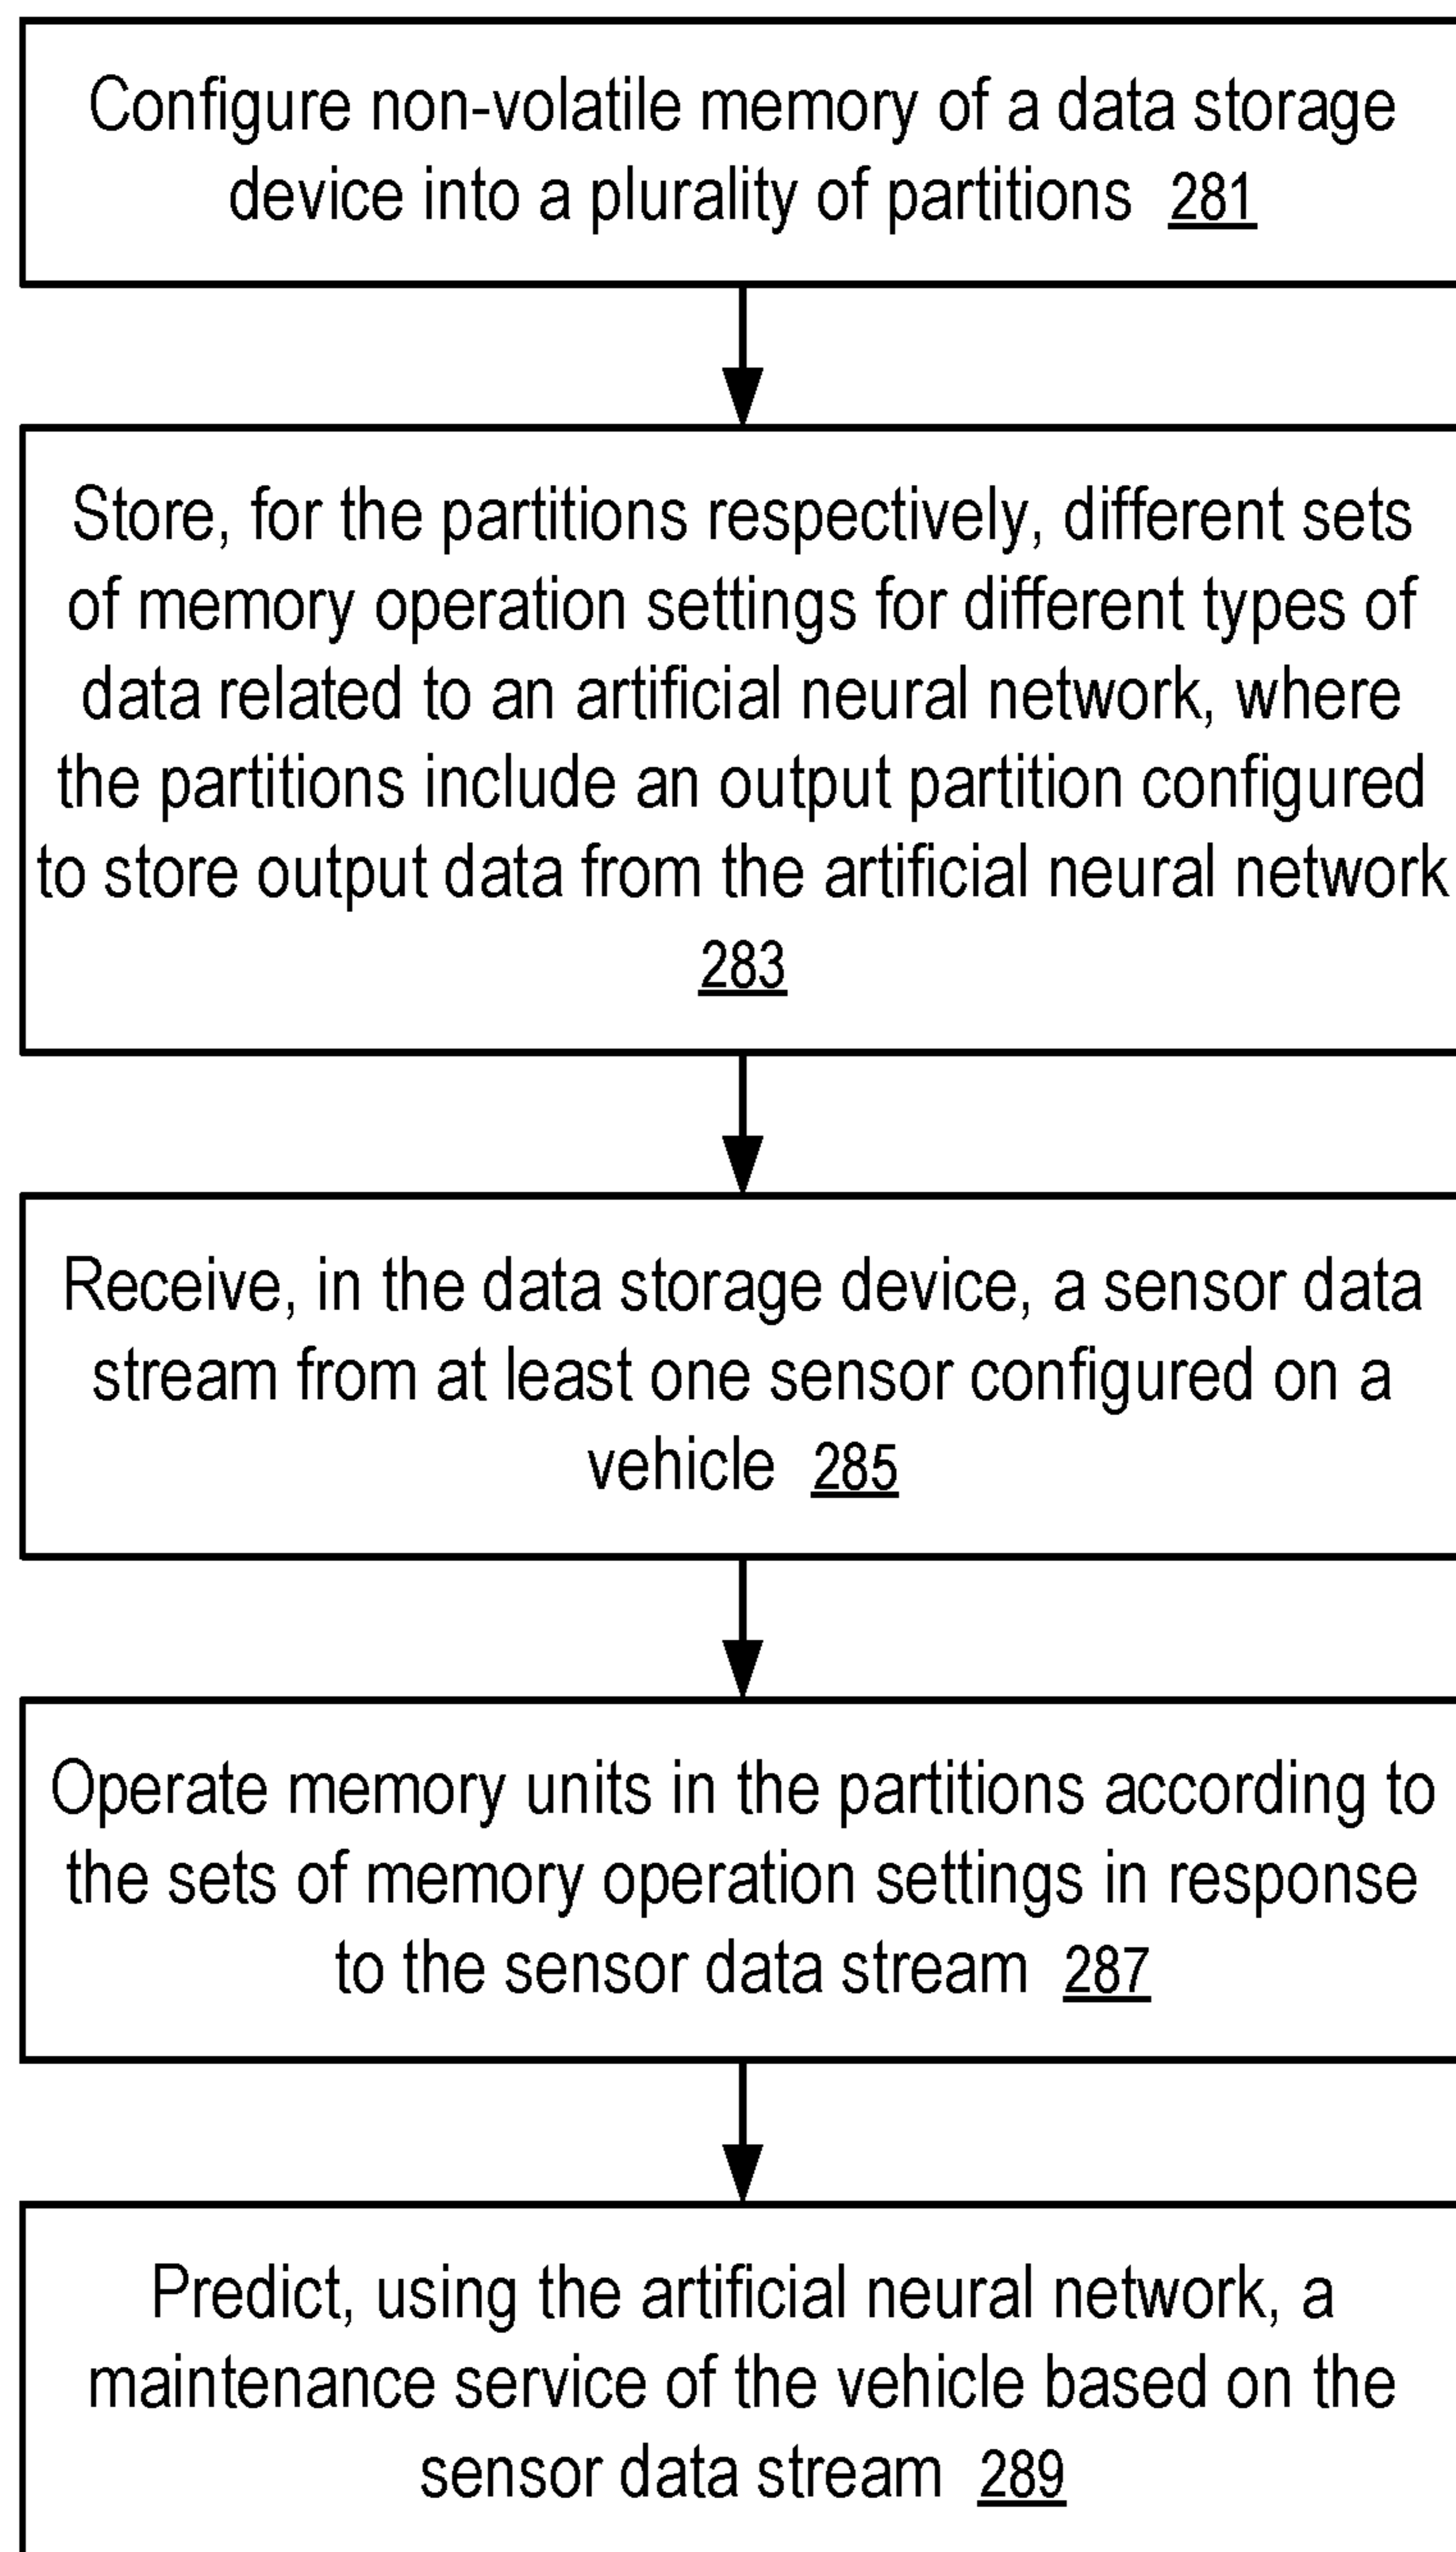 Configure non-volatile memory of a data storage
device into a plurality of partitions 281
Store, for the partitions respectively, different sets
of memory operation settings for different types of
data related to an artificial neural network, where
the partitions include an output partition configured
to store output data from the artificial neural network
283
Receive, in the data storage device, a sensor data
stream from at least one sensor configured on a
vehicle 285
Operate memory units in the partitions according to
the sets of memory operation settings in response
to the sensor data stream 287
Predict, using the artificial neural network, a
maintenance service of the vehicle based on the
sensor data stream 289